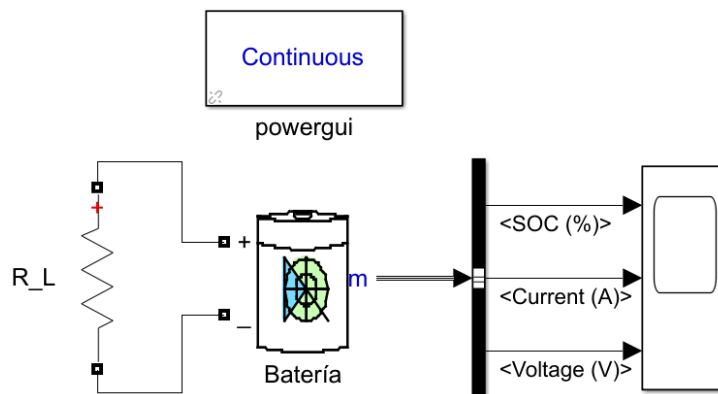 Continuous
powergui
+
<SOC (%)>
R_L
+
m
<Current (A)>
–
<Voltage (V)>
Batería